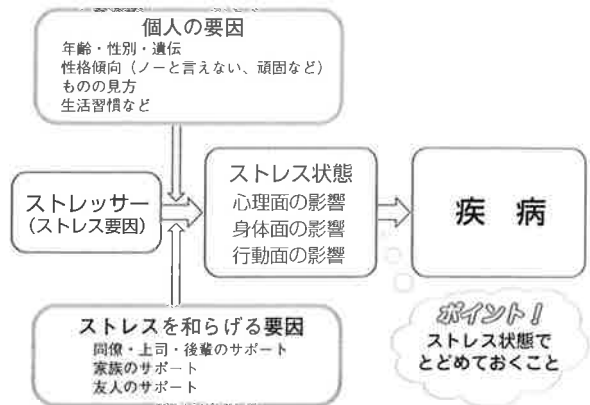 個人の要因
年齢・性別・遺伝
性格傾向（ノーと言えない、頑固など）
ものの見方
生活習慣など
ストレッサー
（ストレス要因）
ストレス状態
心理面の影響
身体面の影響
行動面の影響
疾　病
ストレスを和らげる要因
同僚・上司・後輩のサポート
家族のサポート
友人のサポート
ポイント！
ストレス状態で
とどめておくこと